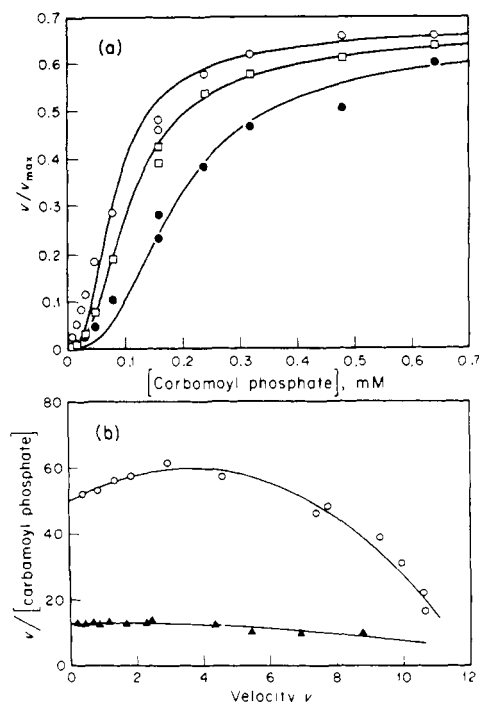 (a)
v/vmax
0.7
0.6
0.5
0.4
0.3
0.2
0.1
0
0 0.1 0.2 0.3 0.4 0.5 0.6 0.7
[Carbamoyl phosphate], mM
(b)
v/[carbamoyl phosphate]
80
60
40
20
0
0 2 4 6 8 10 12
Velocity v